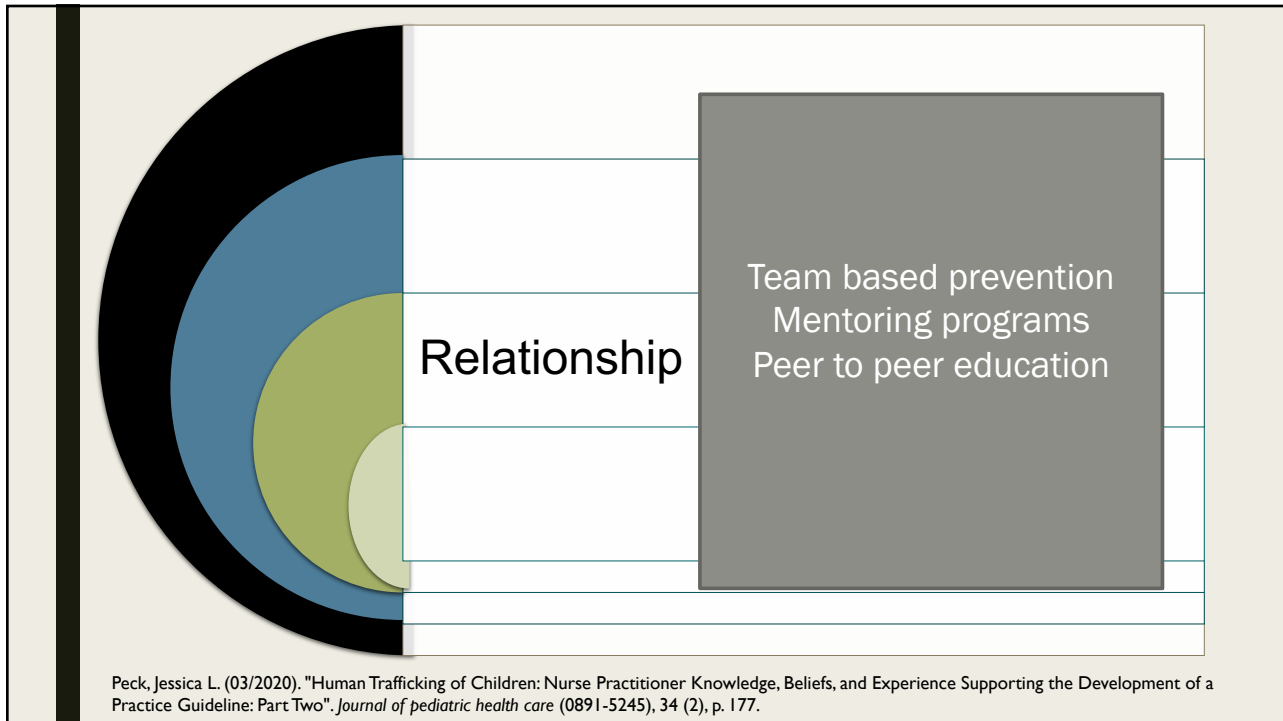 Relationship
Team based prevention
Mentoring programs
Peer to peer education
Peck, Jessica L. (03/2020). "Human Trafficking of Children: Nurse Practitioner Knowledge, Beliefs, and Experience Supporting the Development of a
Practice Guideline: Part Two". Journal of pediatric health care (0891-5245), 34 (2), p. 177.